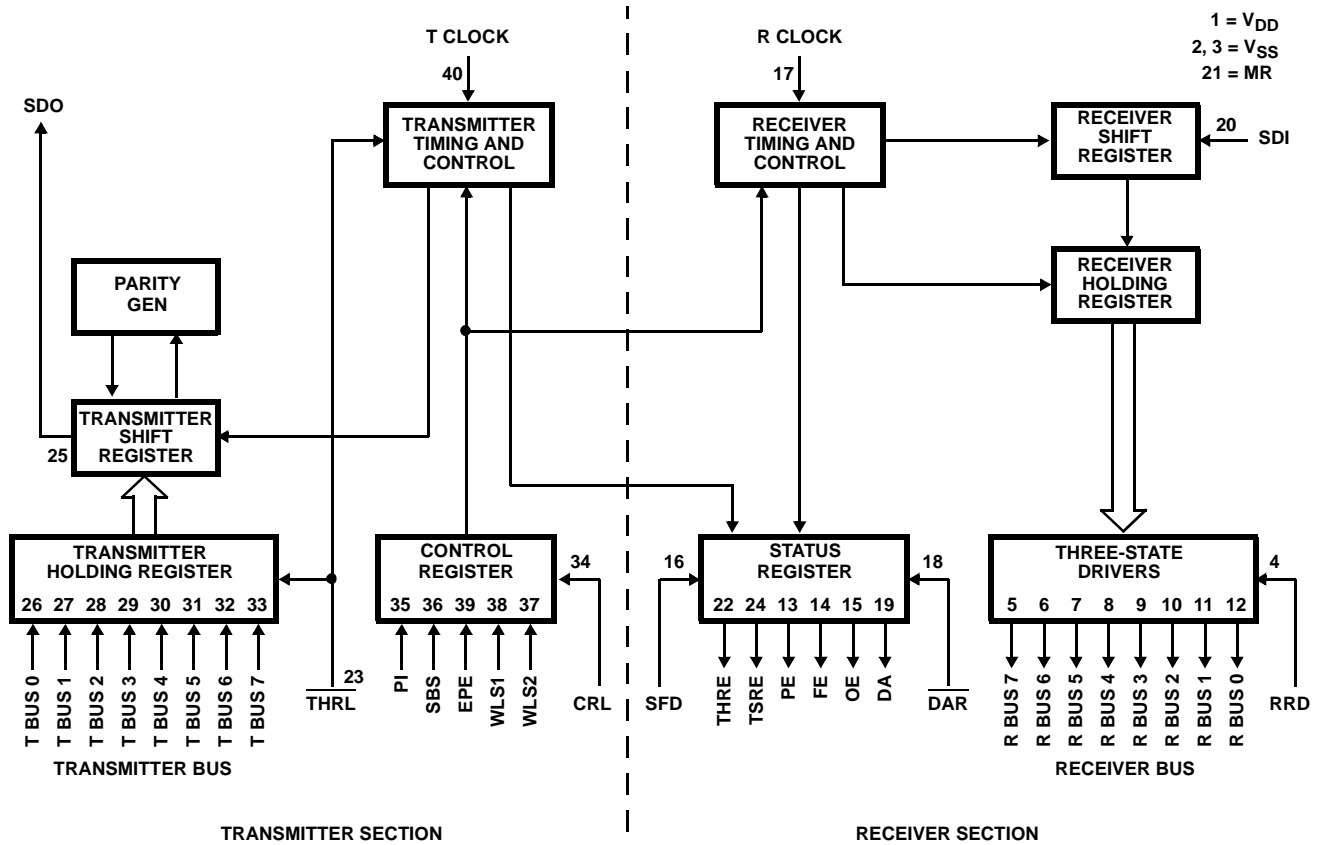 1 = VDD
2, 3 = VSS
21 = MR
T CLOCK
40
R CLOCK
17
SDO
TRANSMITTER
TIMING AND
CONTROL
RECEIVER
TIMING AND
CONTROL
RECEIVER
SHIFT
REGISTER
20
SDI
PARITY
GEN
RECEIVER
HOLDING
REGISTER
TRANSMITTER
SHIFT
REGISTER
25
TRANSMITTER
HOLDING REGISTER
26 27 28 29 30 31 32 33
CONTROL
REGISTER
35 36 39 38 37
34
16
STATUS
REGISTER
22 24 13 14 15 19
18
THREE-STATE
DRIVERS
5 6 7 8 9 10 11 12
4
T BUS 0
T BUS 1
T BUS 2
T BUS 3
T BUS 4
T BUS 5
T BUS 6
T BUS 7
23
THRL
PI
SBS
EPE
WLS1
WLS2
CRL
SFD
THRE
TSRE
PE
FE
OE
DA
DAR
R BUS 7
R BUS 6
R BUS 5
R BUS 4
R BUS 3
R BUS 2
R BUS 1
R BUS 0
RRD
TRANSMITTER BUS
RECEIVER BUS
TRANSMITTER SECTION
RECEIVER SECTION